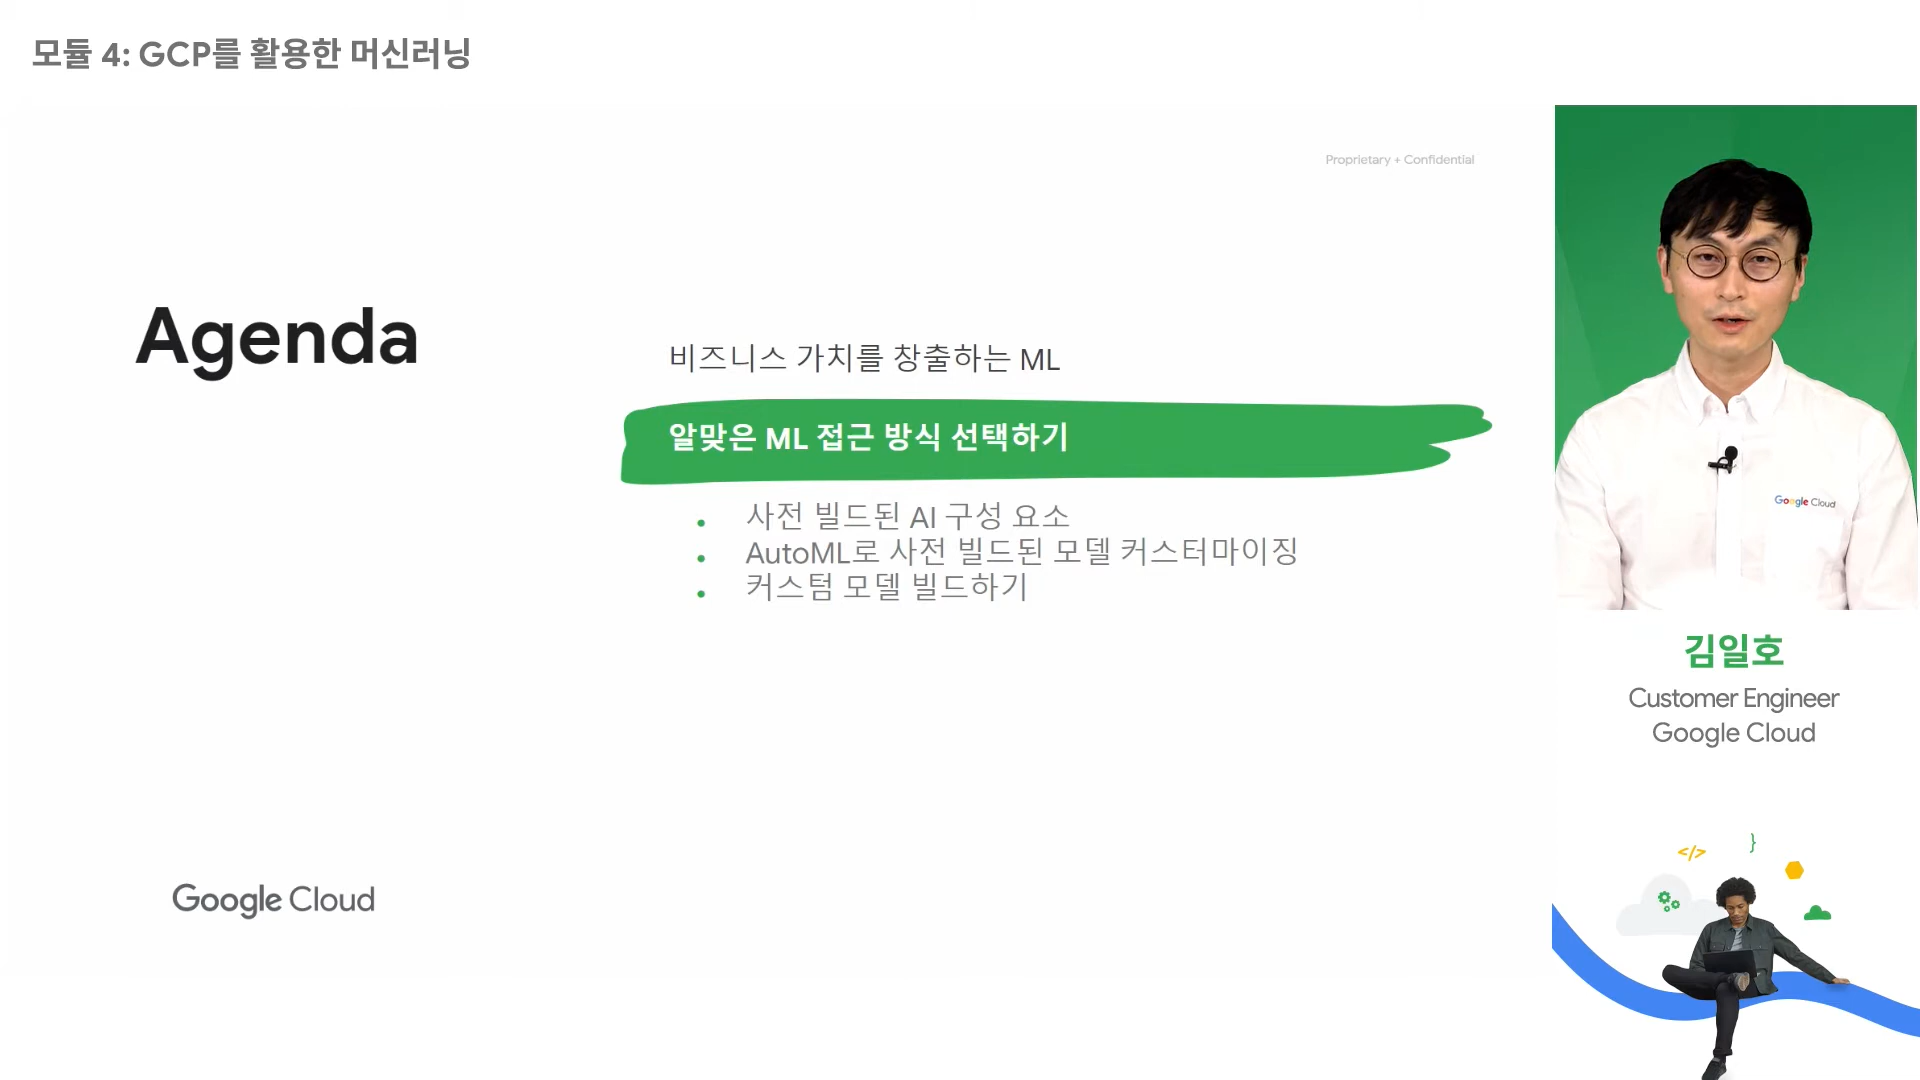 모듈 4: GCP를 활용한 머신러닝
Proprietary + Confidential
Agenda
비즈니스 가치를 창출하는 ML
알맞은 ML 접근 방식 선택하기
• 사전 빌드된 AI 구성 요소
• AutoML로 사전 빌드된 모델 커스터마이징
• 커스텀 모델 빌드하기
Google Cloud
Google Cloud
김일호
Customer Engineer
Google Cloud
</> }